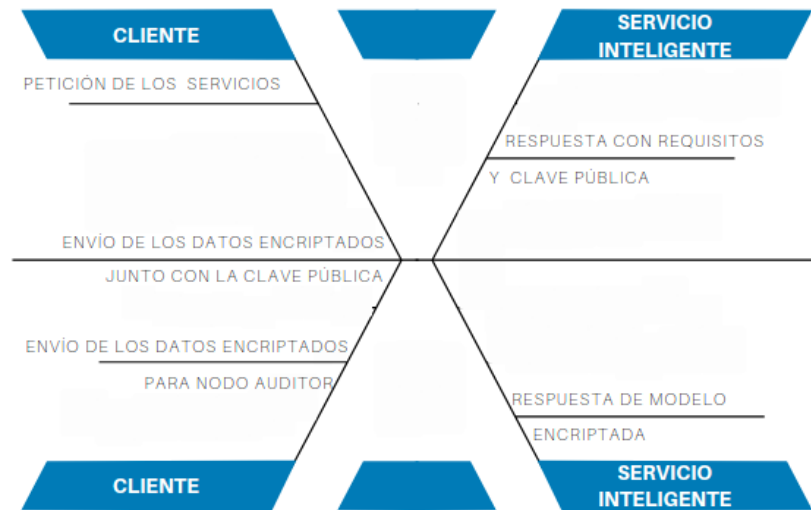 CLIENTE
SERVICIO
INTELIGENTE
PETICIÓN DE LOS SERVICIOS
RESPUESTA CON REQUISITOS
Y CLAVE PÚBLICA
ENVÍO DE LOS DATOS ENCRIPTADOS
JUNTO CON LA CLAVE PÚBLICA
ENVÍO DE LOS DATOS ENCRIPTADOS
PARA NODO AUDITOR
RESPUESTA DE MODELO
ENCRIPTADA
CLIENTE
SERVICIO
INTELIGENTE